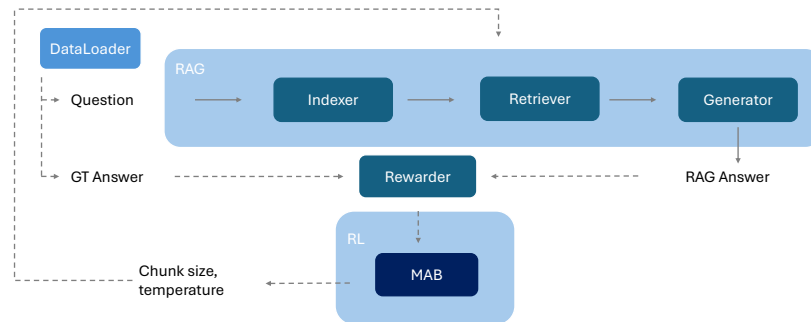 DataLoader
RAG
Question
Indexer
Retriever
Generator
GT Answer
Rewarder
RAG Answer
RL
MAB
Chunk size,
temperature